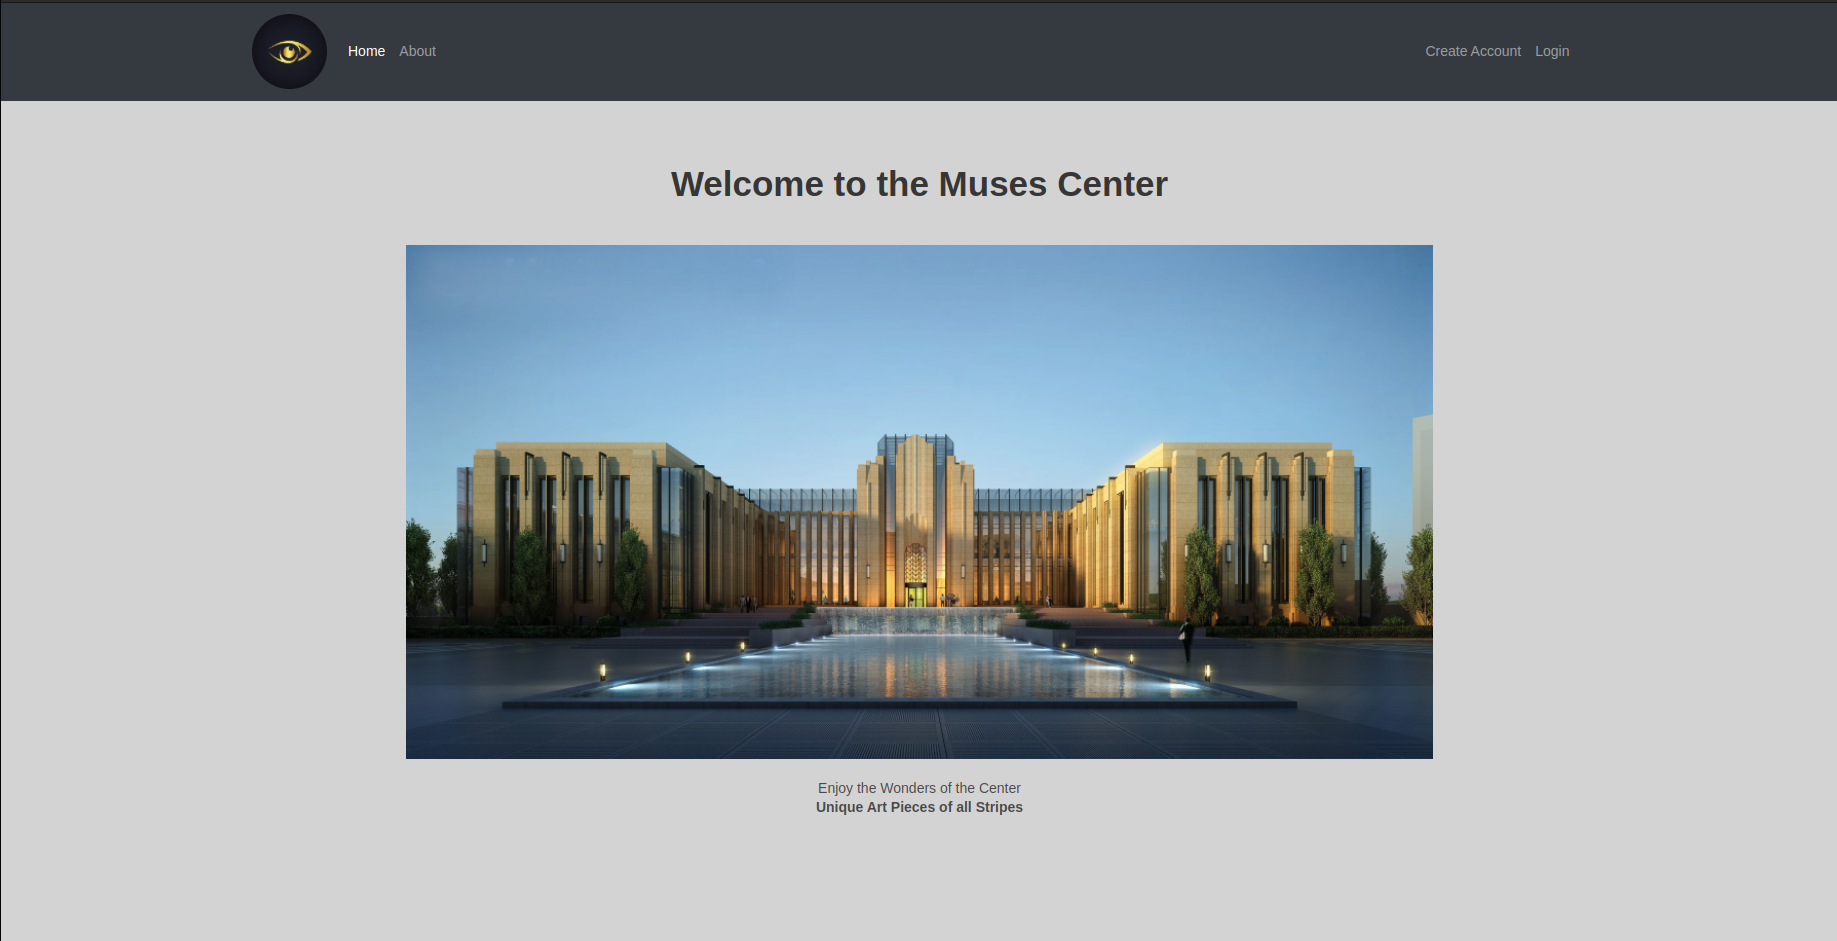 Home About Create Account Login
Welcome to the Muses Center
Enjoy the Wonders of the Center
Unique Art Pieces of all Stripes